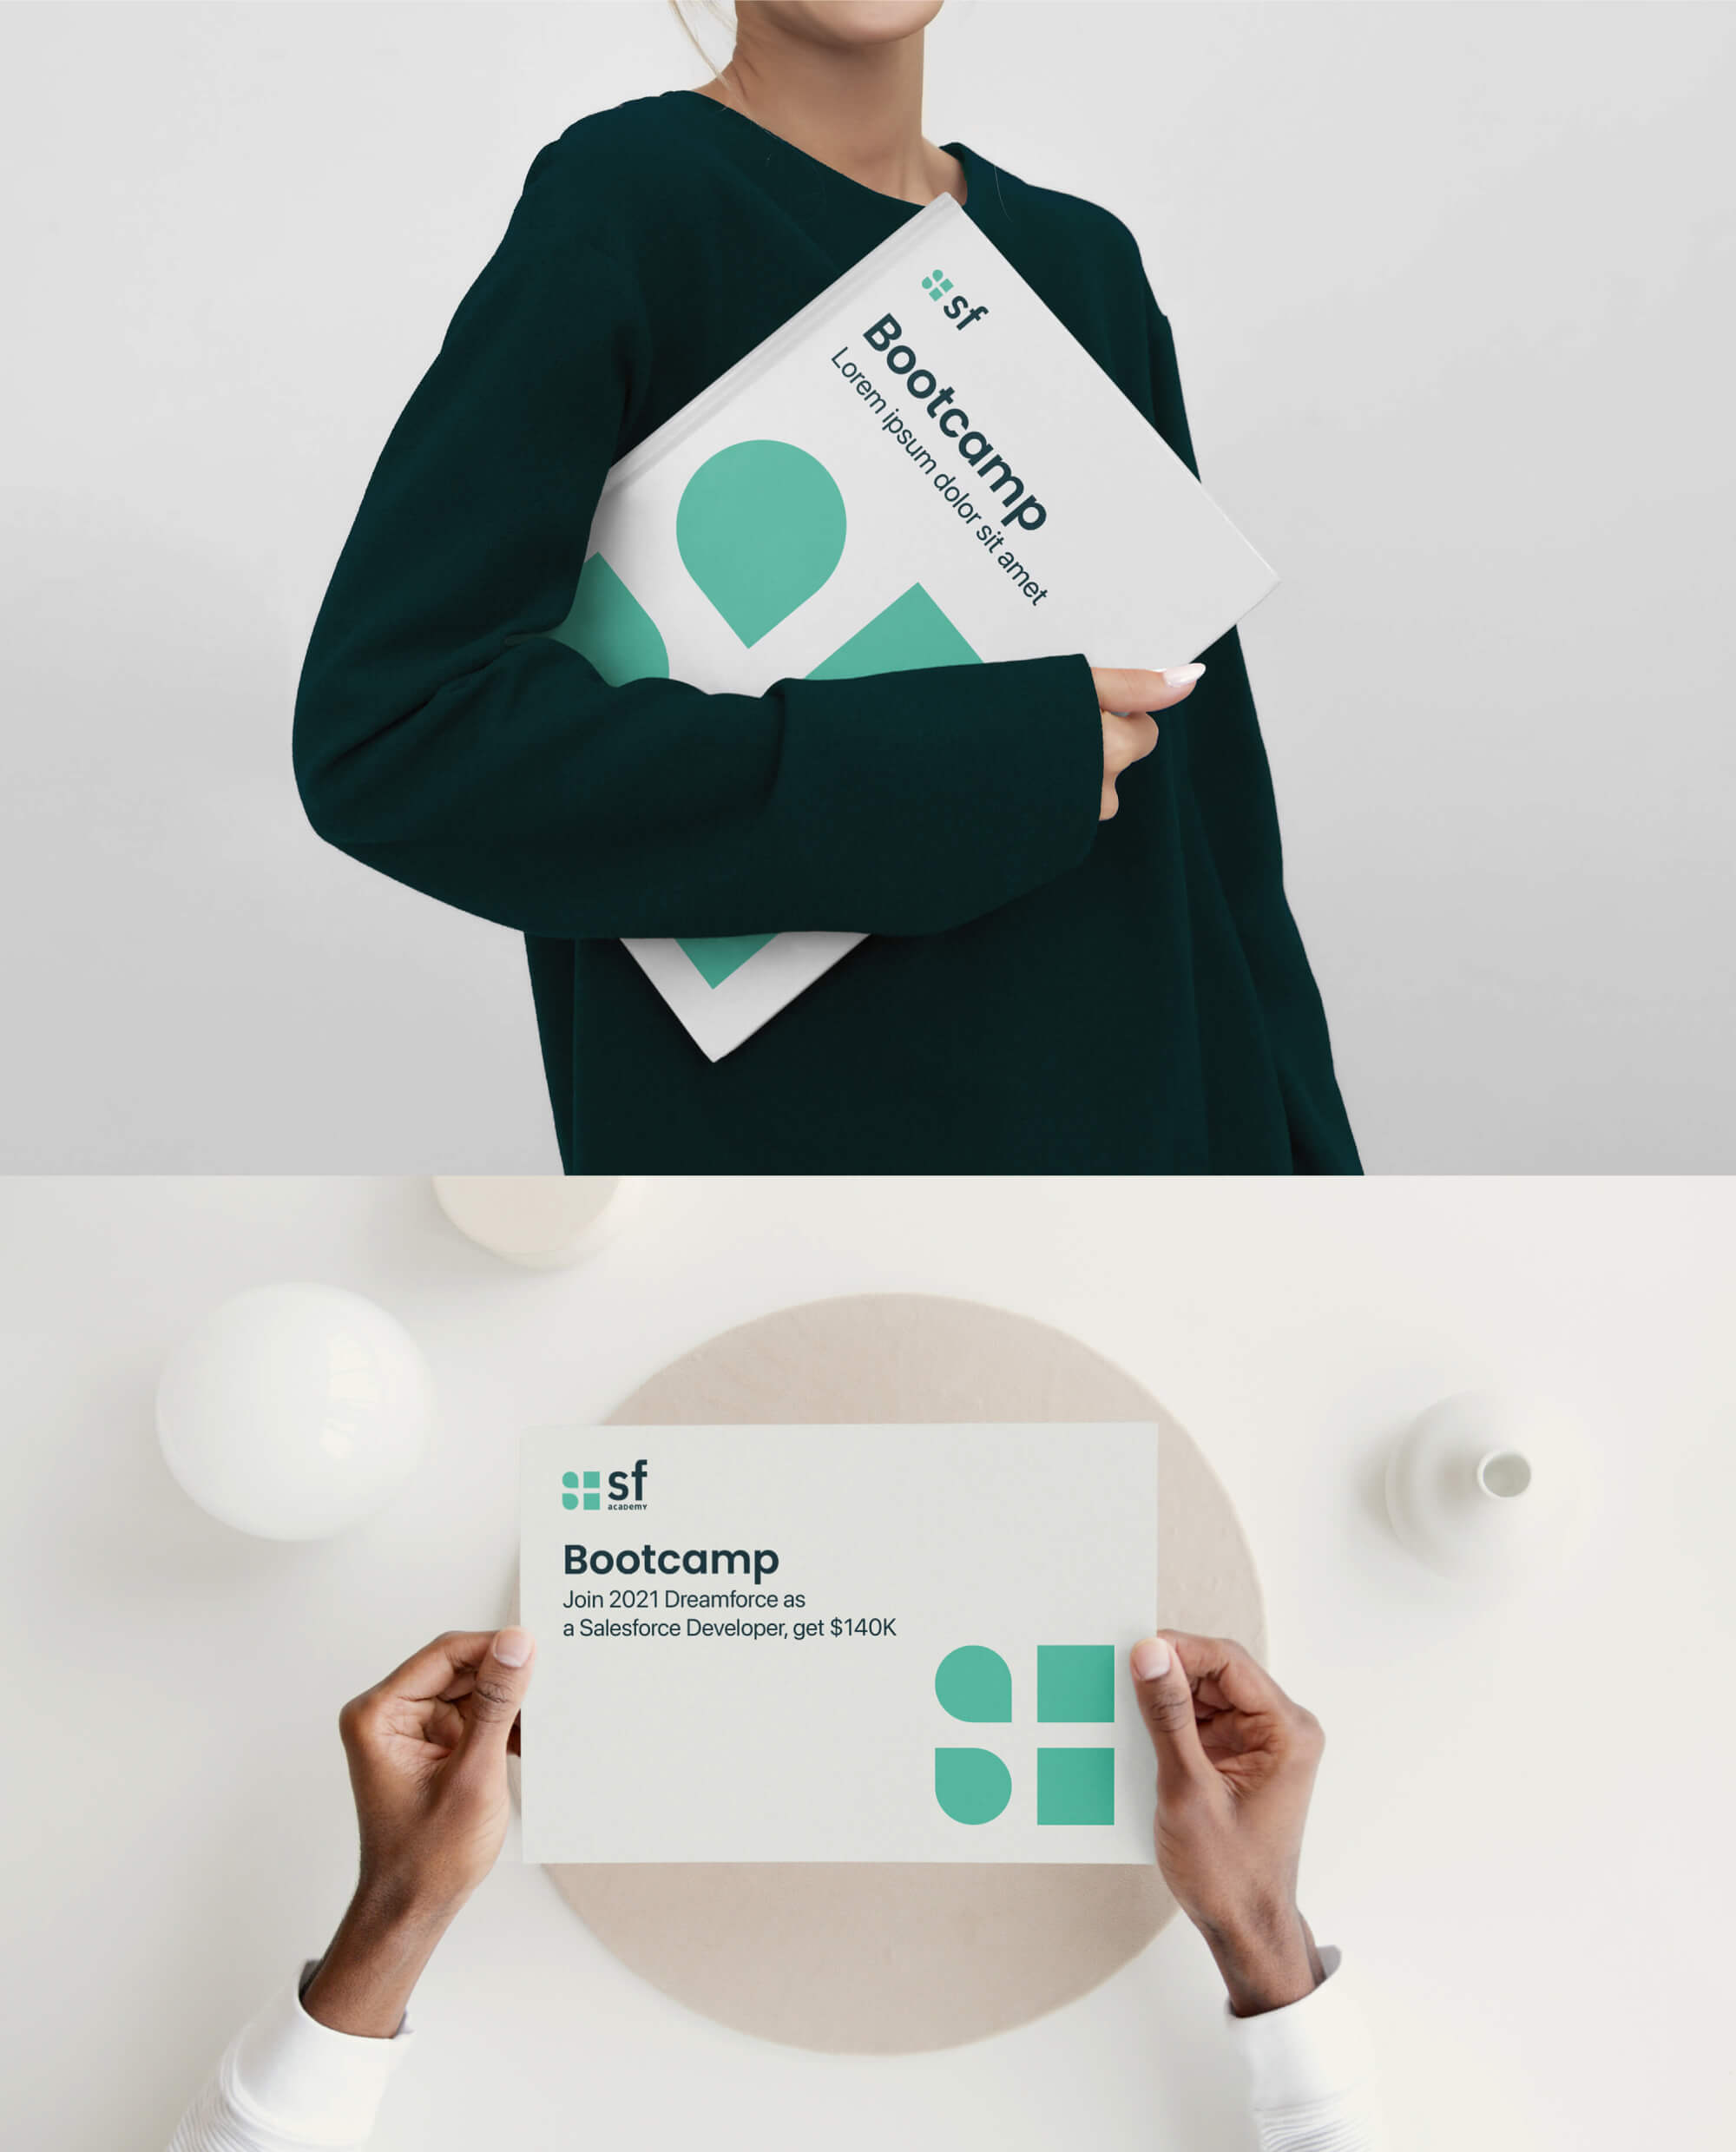 sf
Bootcamp
Lorem ipsum dolor sit amet
sf
ACADEMY
Bootcamp
Join 2021 Dreamforce as
a Salesforce Developer, get $140K